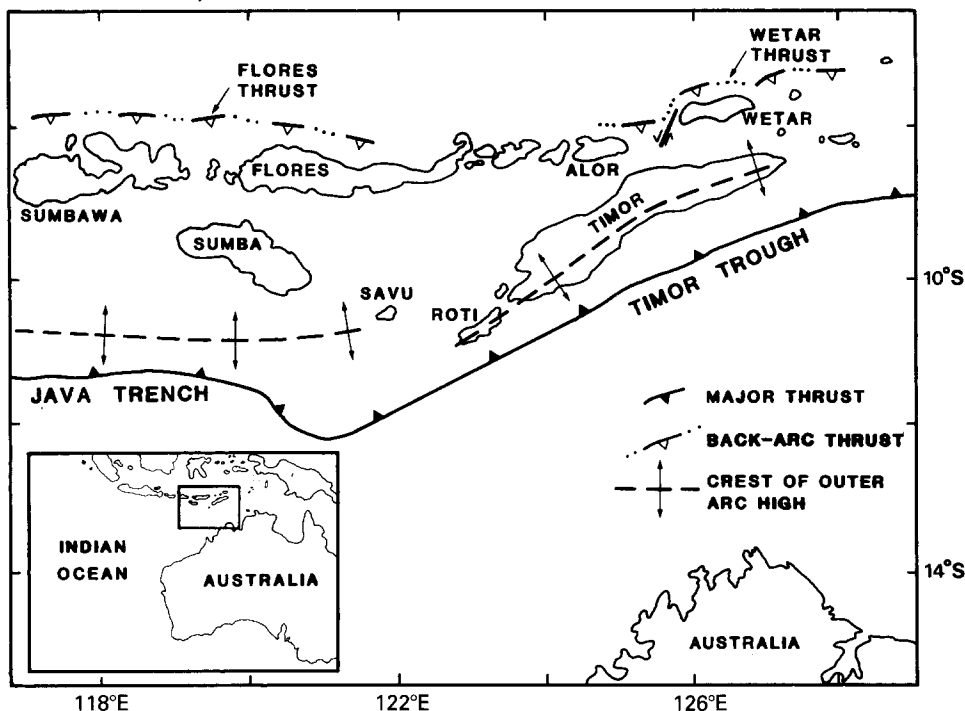 WETAR
THRUST
FLORES
THRUST
WETAR
FLORES
ALOR
SUMBAWA
TIMOR
SUMBA
SAVU
10°S
ROTI
TIMOR TROUGH
JAVA TRENCH
MAJOR THRUST
BACK-ARC THRUST
CREST OF OUTER
ARC HIGH
INDIAN
OCEAN
AUSTRALIA
14°S
AUSTRALIA
118°E
122°E
126°E